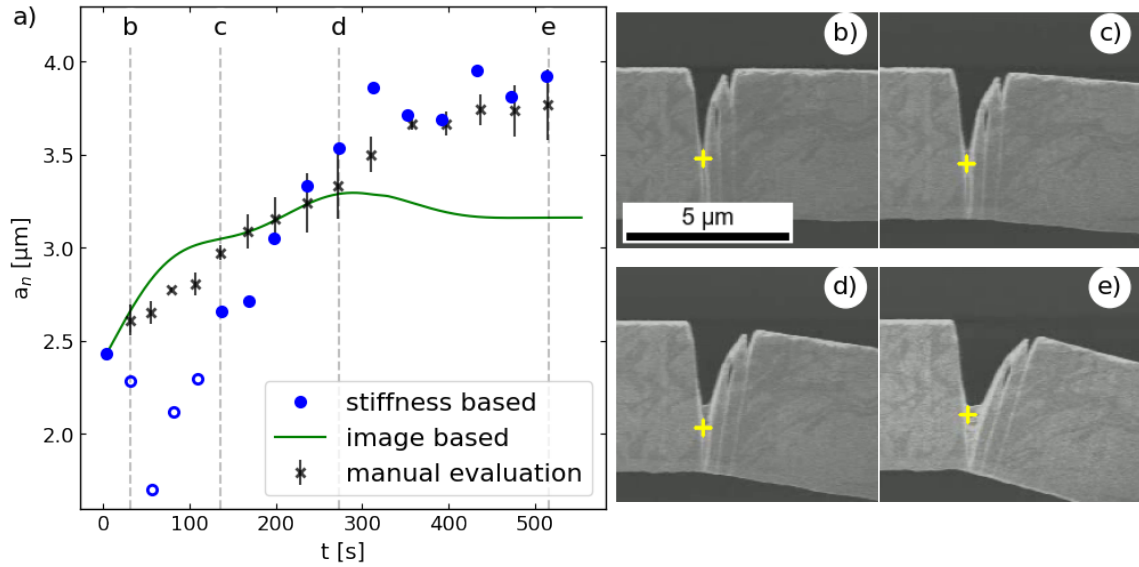 a)
b
c
d
e
4.0
3.5
3.0
2.5
2.0
aₙ [µm]
0
100
200
300
400
500
t [s]
stiffness based
image based
manual evaluation
b)
c)
5 µm
d)
e)